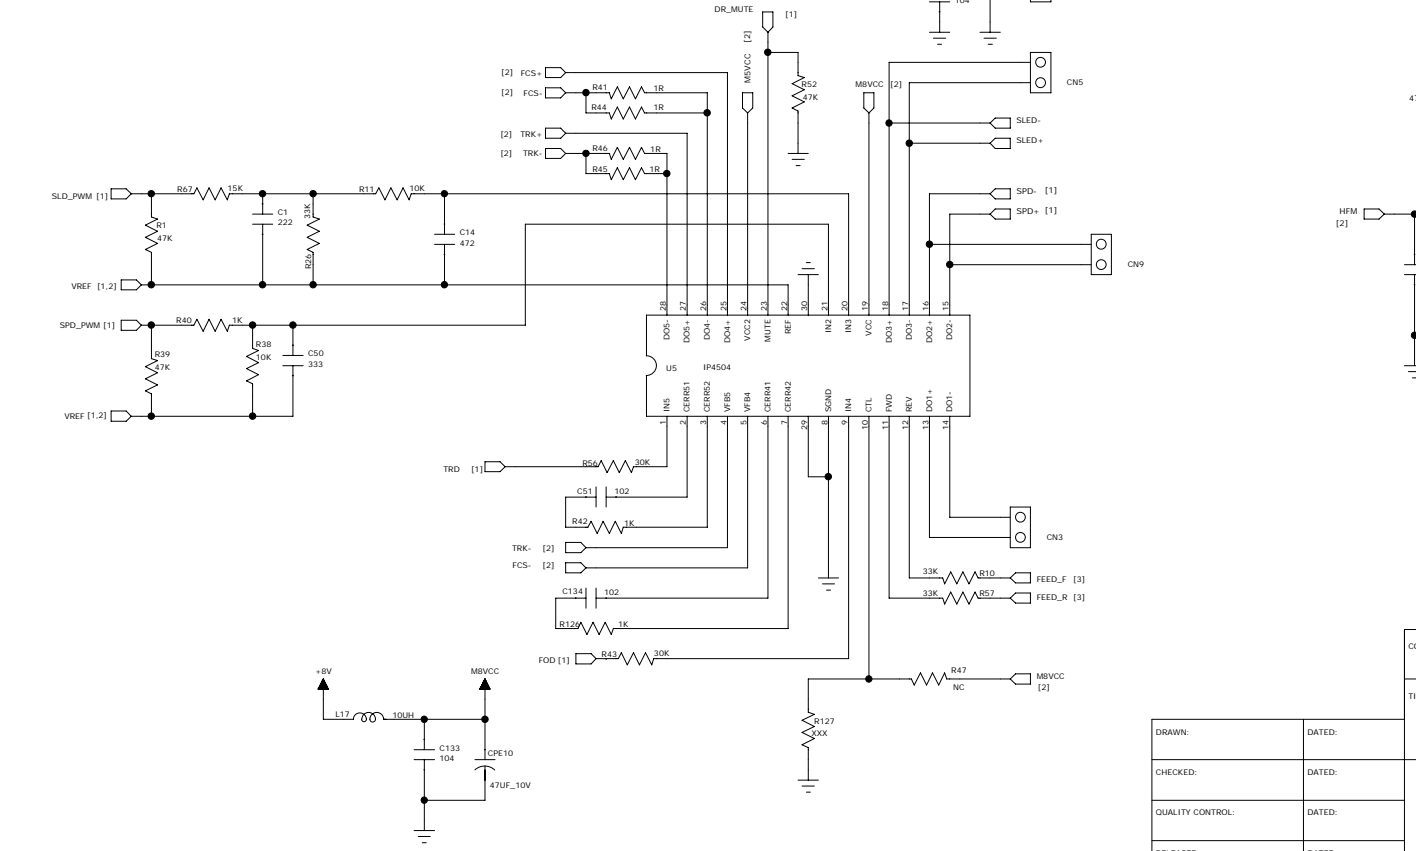 DR_MUTE [1]
104
[2]
M5VCC
[2] FCS+
[2] FCS-
R41 1R
R44 1R
[2] TRK+
[2] TRK-
R46 1R
R45 1R
R52
47K
M8VCC [2]
CN5
SLED-
SLED+
SPD- [1]
SPD+ [1]
HFM
[2]
CN9
SLD_PWM [1]
R67 15K
R11 10K
R1
47K
C1
222
33K
R26
C14
472
VREF [1,2]
SPD_PWM [1]
R40 1K
R39
47K
R38
10K
C50
333
VREF [1,2]
28 27 26 25 24 23 22 30 21 20 19 18 17 16 15
DO5- DO5+ DO4- DO4+ VCC2 MUTE REF IN2 IN3 VCC DO3+ DO3- DO2+ DO2-
U5 IP4504
IN5 CERR51 CERR52 VFB5 VFB4 CERR41 CERR42 SGND IN4 CTL FWD REV DO1+ DO1-
1 2 3 4 5 6 7 29 8 9 10 11 12 13 14
TRD [1]
R56 30K
C51 102
R42 1K
TRK- [2]
FCS- [2]
C134 102
R126 1K
FOD [1]
R43 30K
CN3
33K R10 FEED_F [3]
33K R57 FEED_R [3]
R47
NC
M8VCC
[2]
R127
XXX
+8V
M8VCC
L17 10UH
C133
104
CPE10
47UF_10V
DRAWN: DATED:
CHECKED: DATED:
QUALITY CONTROL: DATED: